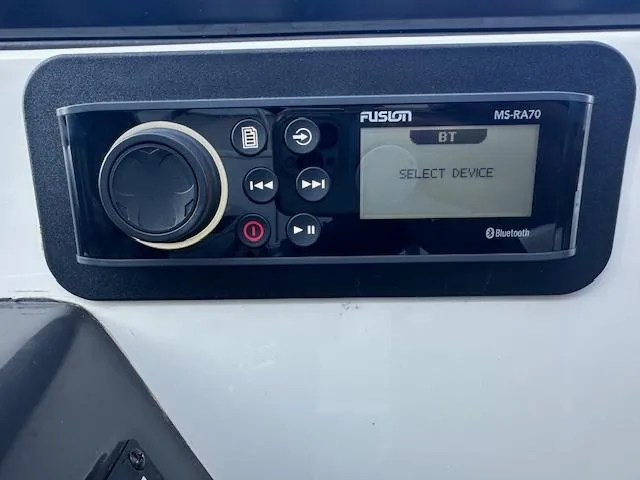 FUSION
MS-RA70
BT
SELECT DEVICE
Bluetooth